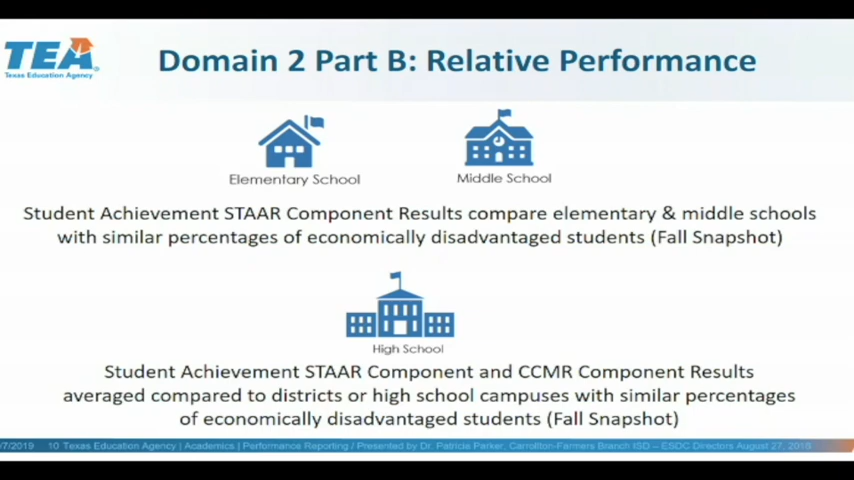 TEA
Texas Education Agency
Domain 2 Part B: Relative Performance
Elementary School
Middle School
Student Achievement STAAR Component Results compare elementary & middle schools
with similar percentages of economically disadvantaged students (Fall Snapshot)
High School
Student Achievement STAAR Component and CCMR Component Results
averaged compared to districts or high school campuses with similar percentages
of economically disadvantaged students (Fall Snapshot)
/7/2019 10 Texas Education Agency | Academics | Performance Reporting / Presented by Dr. Patricie Parker, Carrollton-Farmers Branch ISD – ESDC Directors August 27, 2018